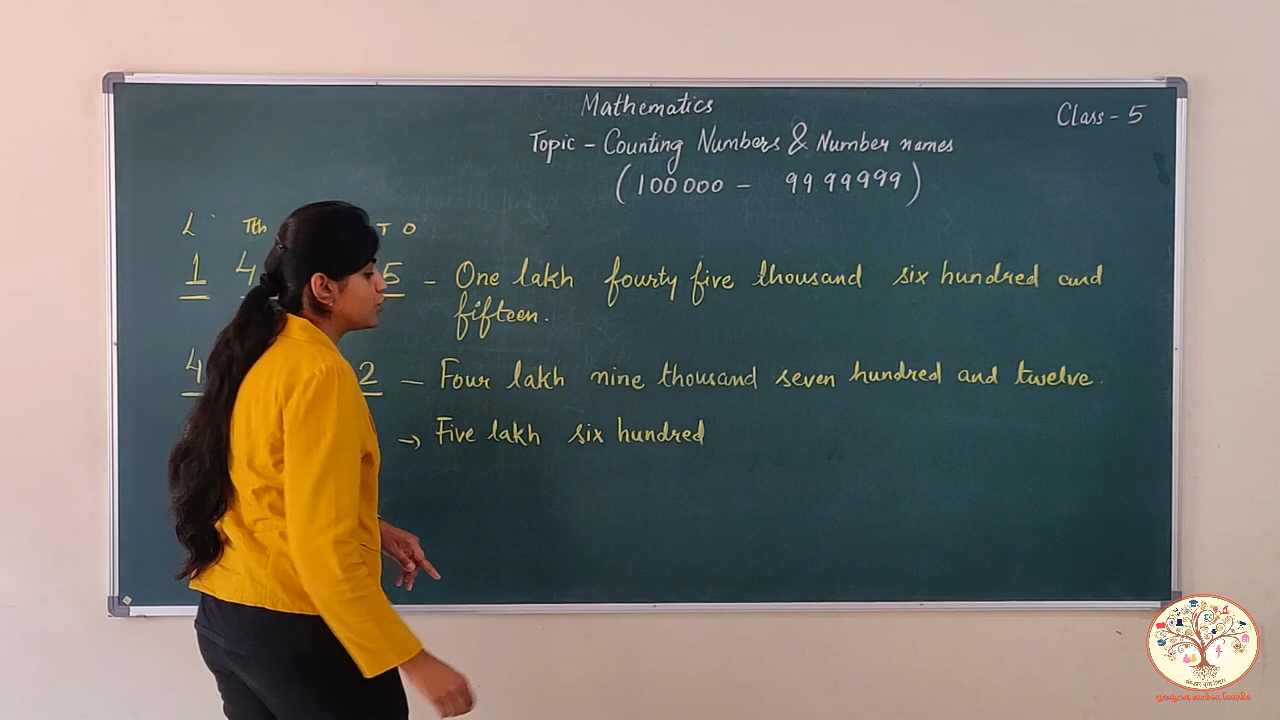 Mathematics
Class - 5
Topic - Counting Numbers & Number names
(100000 - 9999999)
L Tth T O
1 4 5 - One lakh fourty five thousand six hundred and
fifteen.
4 2 - Four lakh nine thousand seven hundred and twelve.
→ Five lakh six hundred